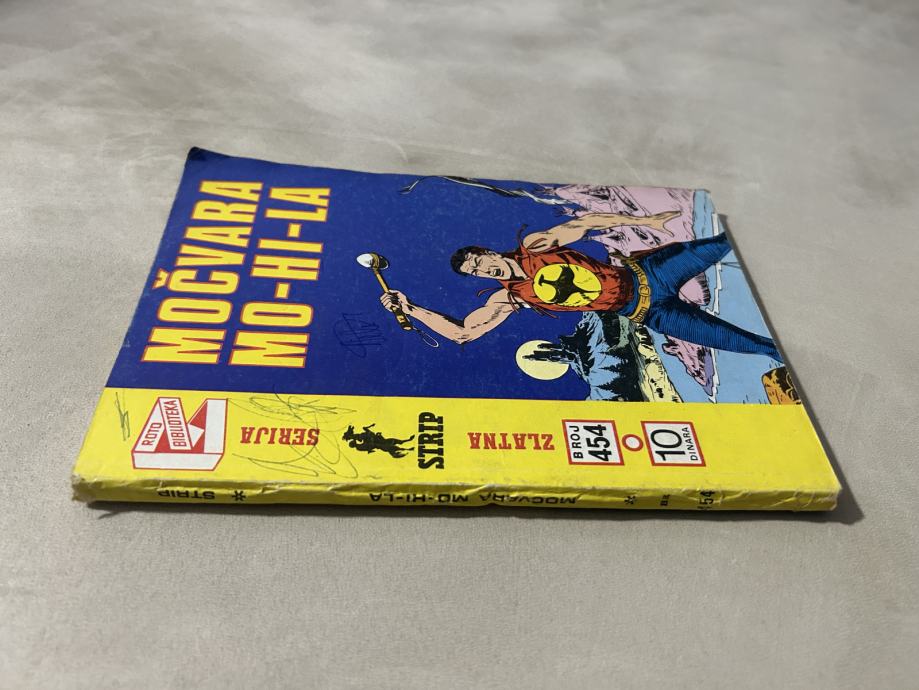 MOČVARA
MO-HI-LA
ROTO
BIBLIOTEKA
ZLATNA
SERIJA
STRIP
BROJ
454
10
DINARA
STRIP * MOČVARA MO-HI-LA * BR 454